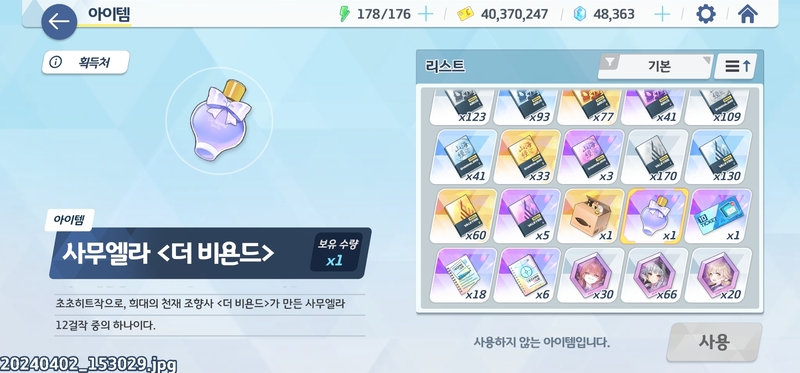 아이템
178/176
40,370,247
48,363
획득처
리스트
기본
x123
x93
x77
x41
x109
x41
x33
x3
x170
x130
x60
x5
x1
x1
x1
x18
x6
x30
x66
x20
아이템
사무엘라 <더 비욘드>
보유 수량
x1
초초히트작으로, 희대의 천재 조향사 <더 비욘드>가 만든 사무엘라
12걸작 중의 하나이다.
사용하지 않는 아이템입니다.
사용
20240402_153029.jpg